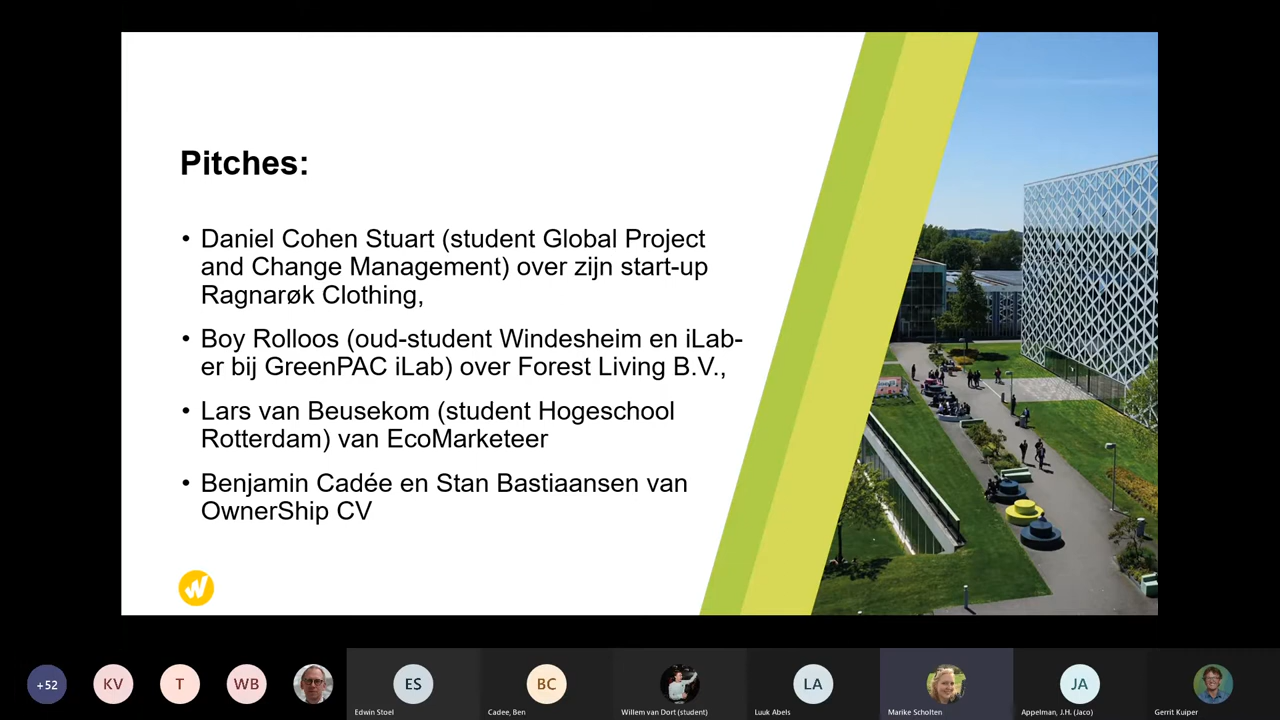 Pitches:
• Daniel Cohen Stuart (student Global Project
and Change Management) over zijn start-up
Ragnarøk Clothing,
• Boy Rolloos (oud-student Windesheim en iLab-
er bij GreenPAC iLab) over Forest Living B.V.,
• Lars van Beusekom (student Hogeschool
Rotterdam) van EcoMarketeer
• Benjamin Cadée en Stan Bastiaansen van
OwnerShip CV
W
+52
KV
T
WB
ES
BC
LA
JA
Edwin Stoel
Cadee, Ben
Willem van Dort (student)
Luuk Abels
Marike Scholten
Appelman, J.H. (Jaco)
Gerrit Kuiper